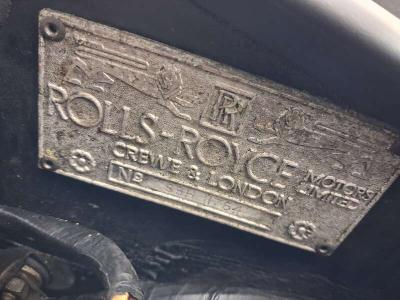 RR
ROLLS-ROYCE
MOTORS
LIMITED
CREWE & LONDON
Nº